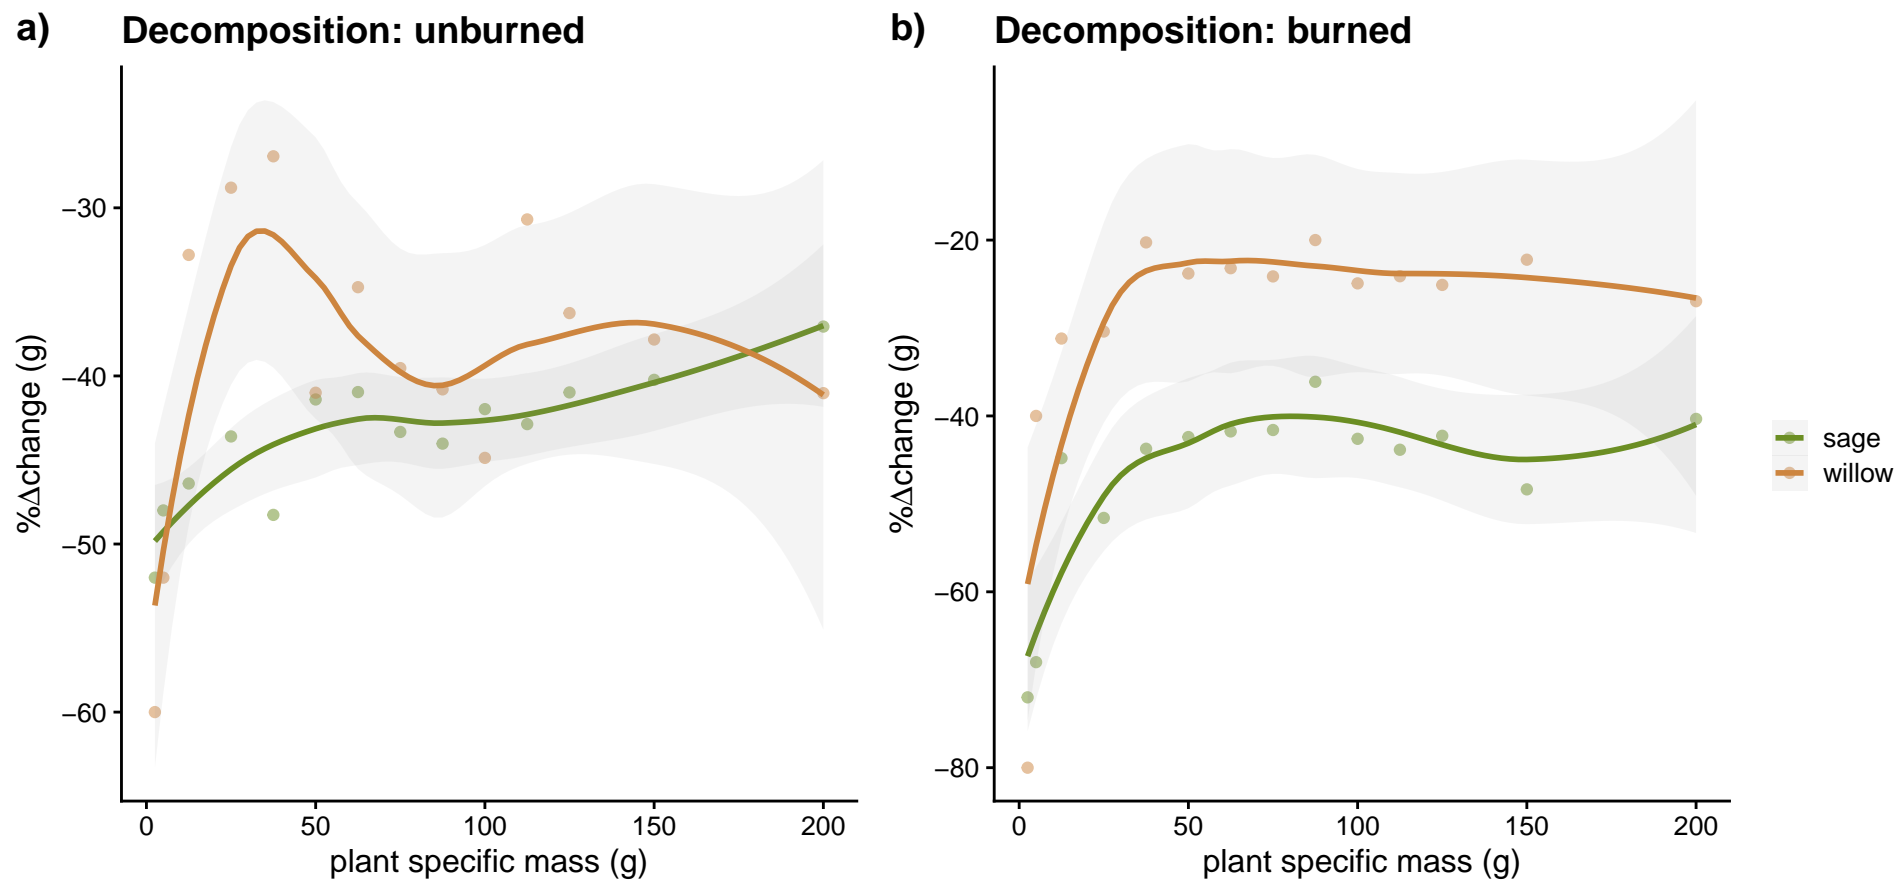 a) Decomposition: unburned
−30
−40
−50
−60
%Δchange (g)
0 50 100 150 200
plant specific mass (g)
b) Decomposition: burned
−20
−40
−60
−80
%Δchange (g)
0 50 100 150 200
plant specific mass (g)
sage
willow